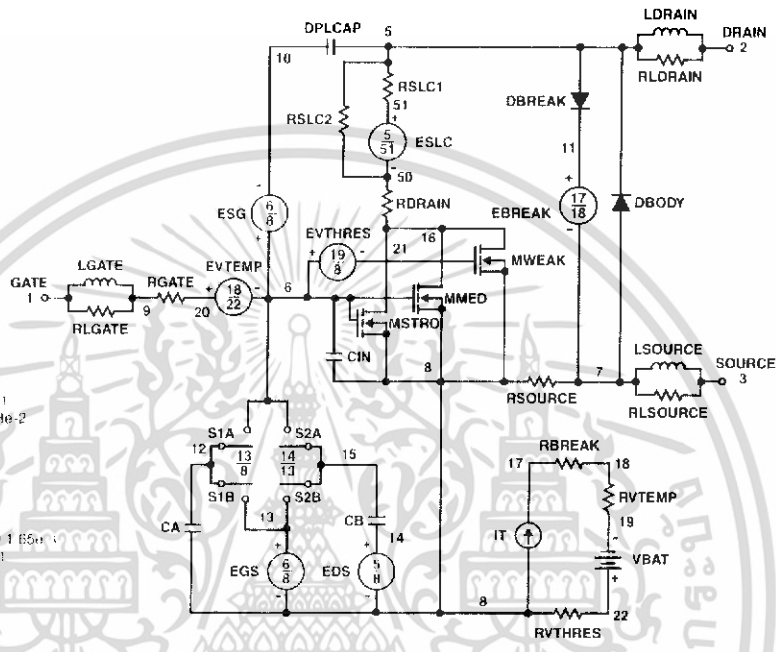 LDRAIN
DPLCAP 5 DRAIN
10 2
RLDRAIN
RSLC1
DBREAK
RSLC2 51
+
5
51
ESLC
11
- 50
-
+
17
18
6
8
ESG
RDRAIN
EBREAK
DBODY
EVTHRES 16
+
19
8
-
21
-
MWEAK
LGATE
EVTEMP
GATE RGATE
+
18
22
-
6
MMED
1
9 20
MSTRO
RLGATE
CIN
LSOURCE
8 7 SOURCE
3
RSOURCE
RLSOURCE
S1A S2A
12
13
8
14
13
15
RBREAK
17 18
S1B S2B
RVTEMP
13
CB
19
CA
IT
-
14
+
+
VBAT
EGS
6
8
EDS
5
8
+
-
-
8 22
RVTHRES